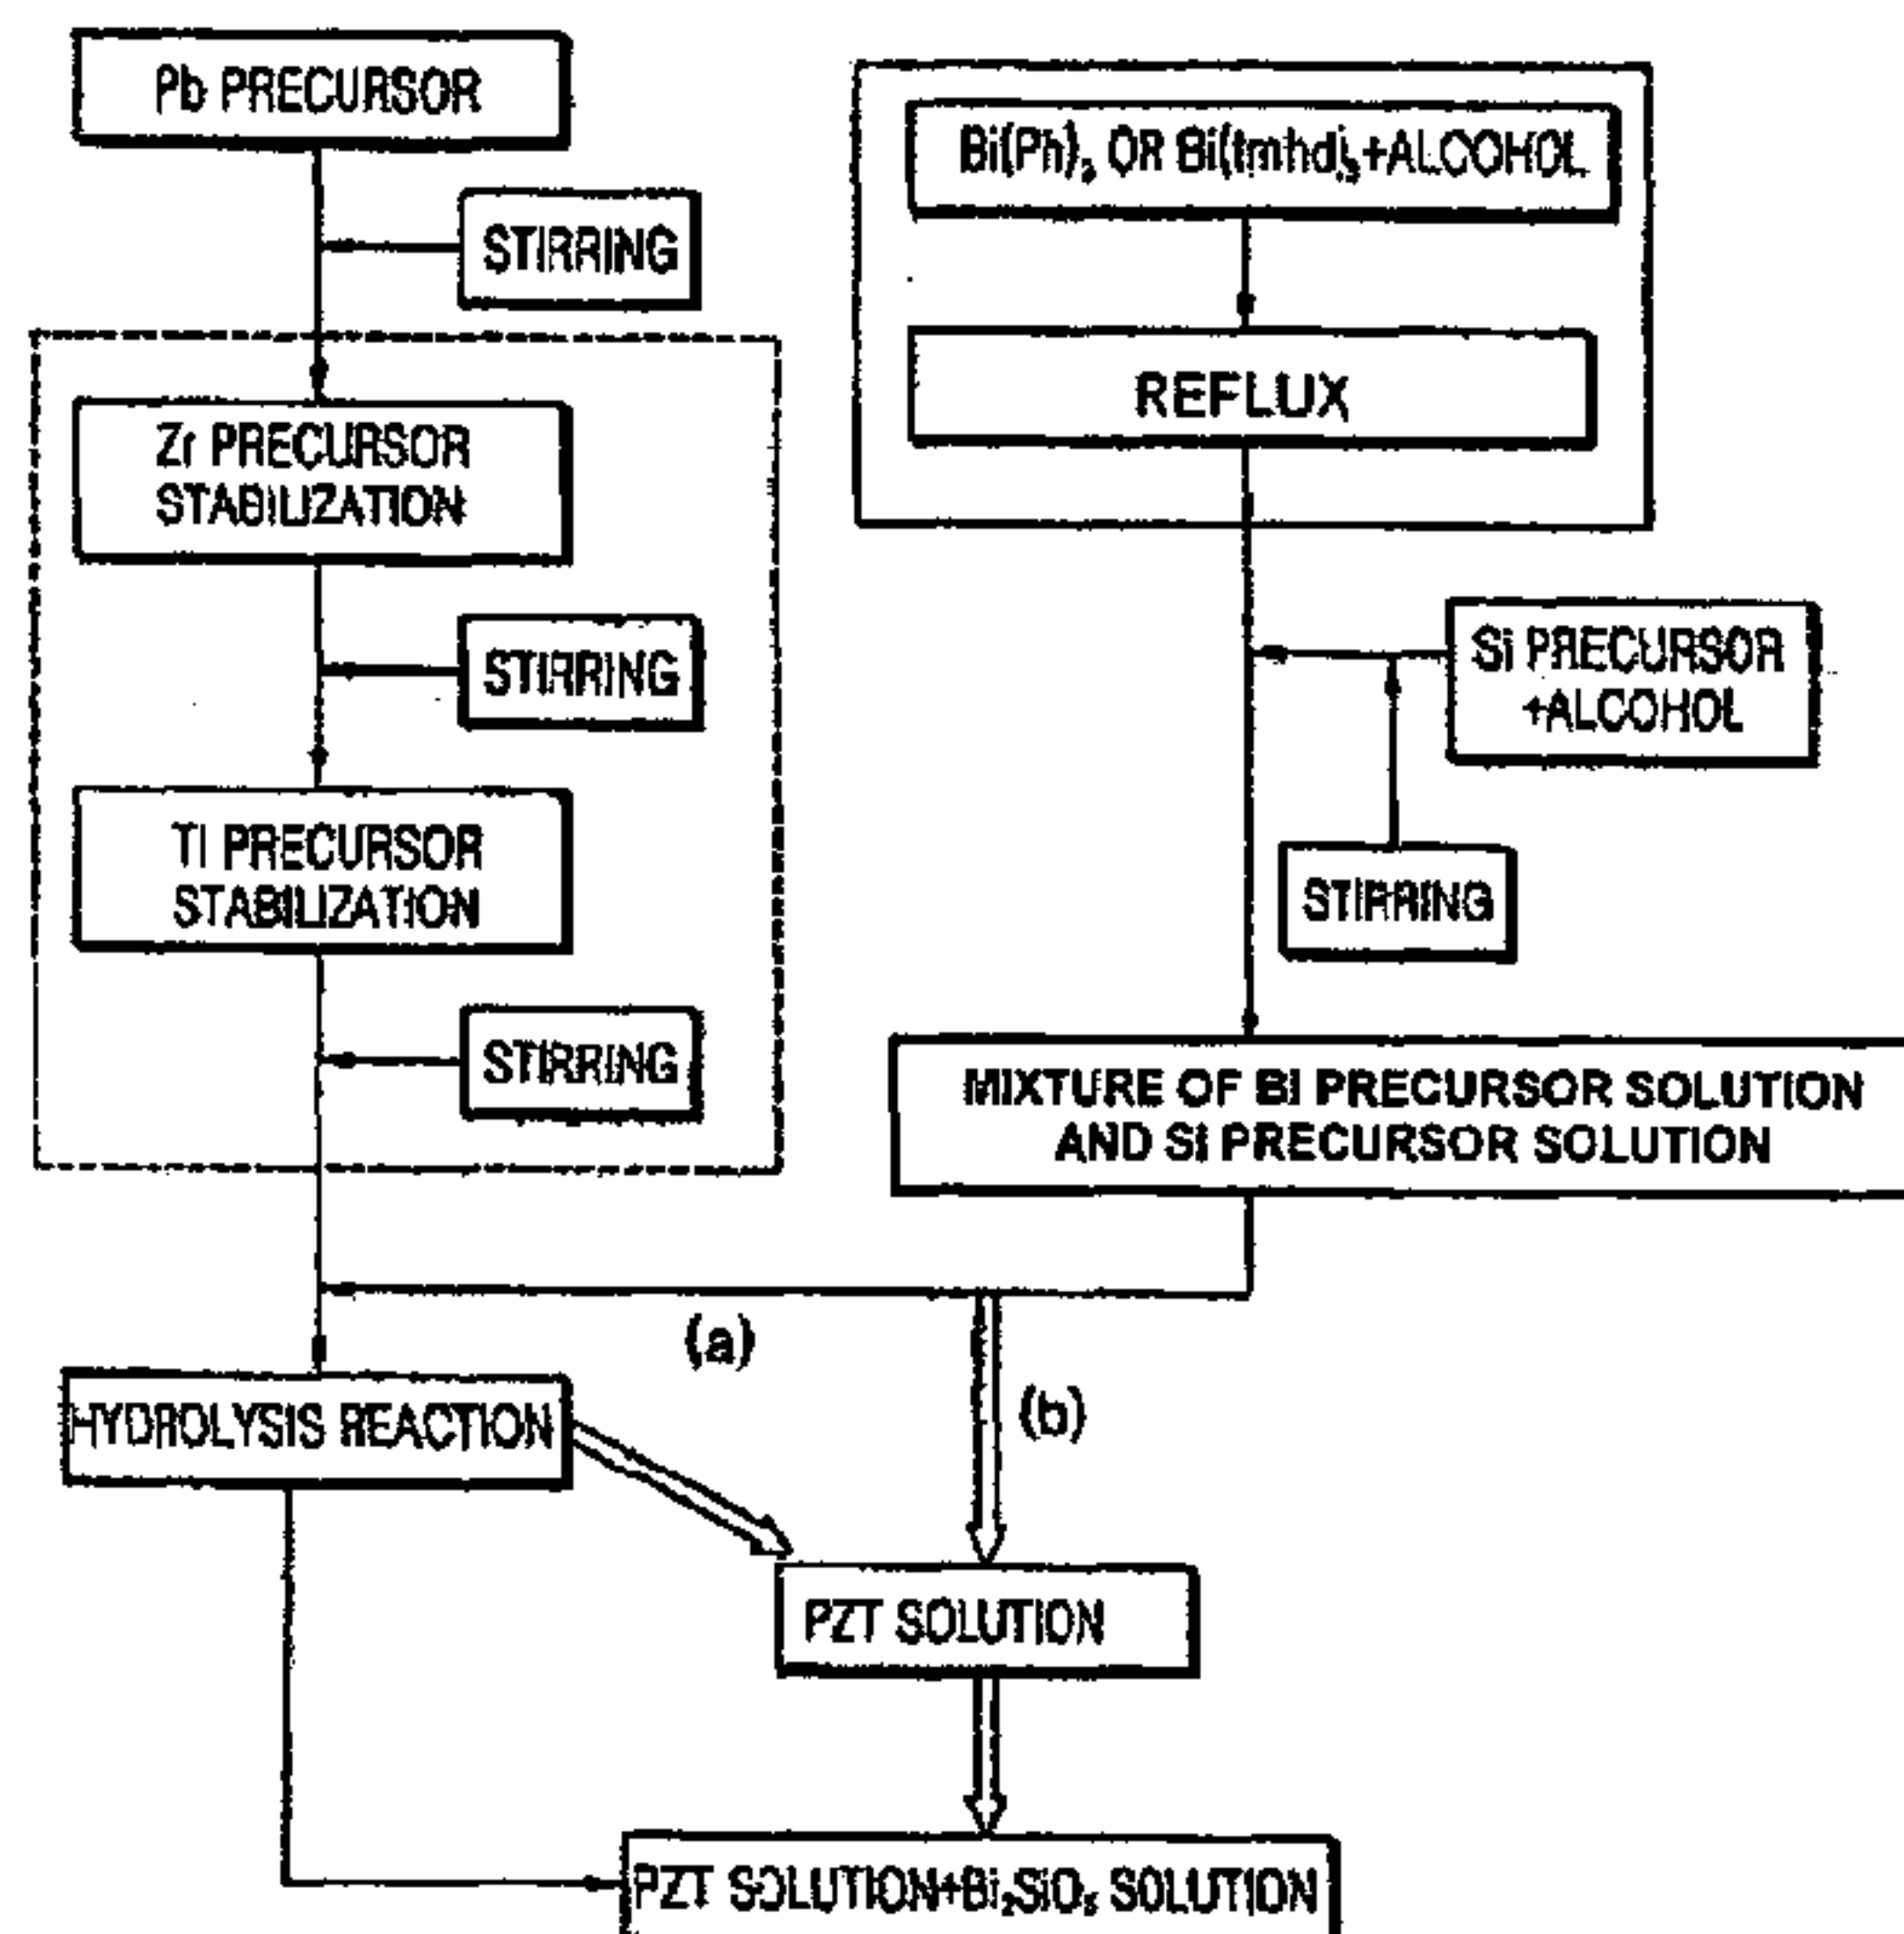 Pb PRECURSOR
STIRRING
Zr PRECURSOR
STABILIZATION
STIRRING
Ti PRECURSOR
STABILIZATION
STIRRING
Bi(Ph)₃ OR Bi(tmhd)₃+ALCOHOL
REFLUX
Si PRECURSOR
+ALCOHOL
STIRRING
MIXTURE OF BI PRECURSOR SOLUTION
AND SI PRECURSOR SOLUTION
(a)
(b)
HYDROLYSIS REACTION
PZT SOLUTION
PZT SOLUTION+Bi₂SiO₅ SOLUTION